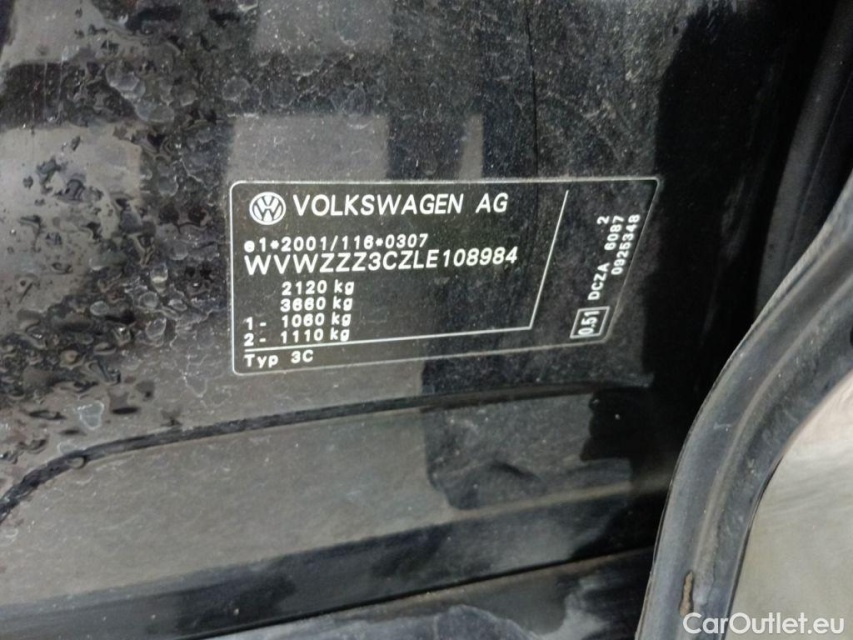 VOLKSWAGEN AG
e1*2001/116*0307
WVWZZZ3CZLE108984
2120 kg
3660 kg
1- 1060 kg
2- 1110 kg
Typ 3C
0.51
DCZA 6087 2
0925348
CarOutlet.eu